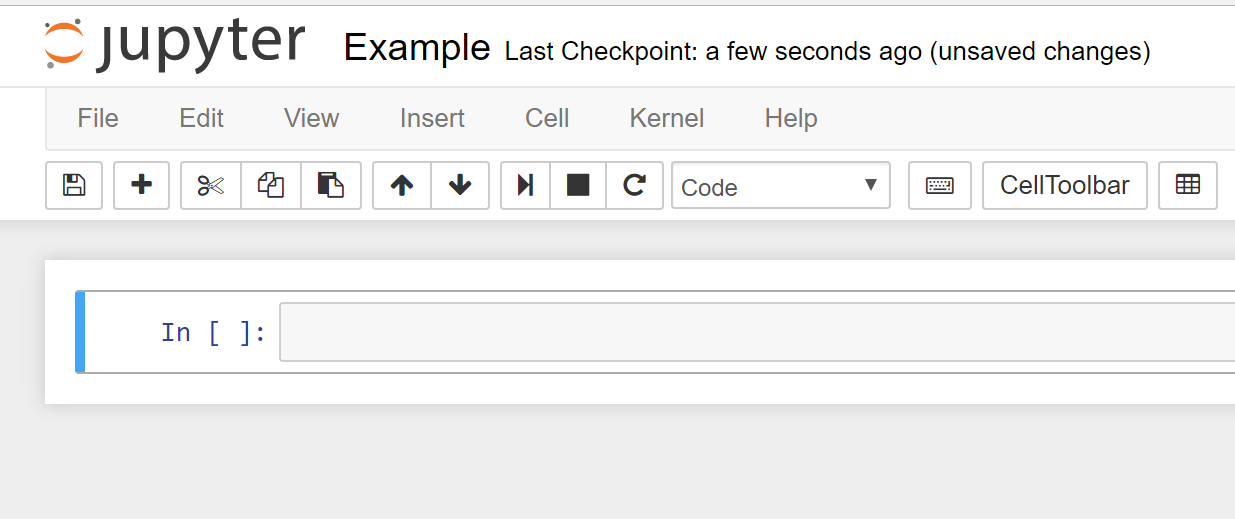 jupyter Example Last Checkpoint: a few seconds ago (unsaved changes)
File Edit View Insert Cell Kernel Help
Code CellToolbar
In [ ]: